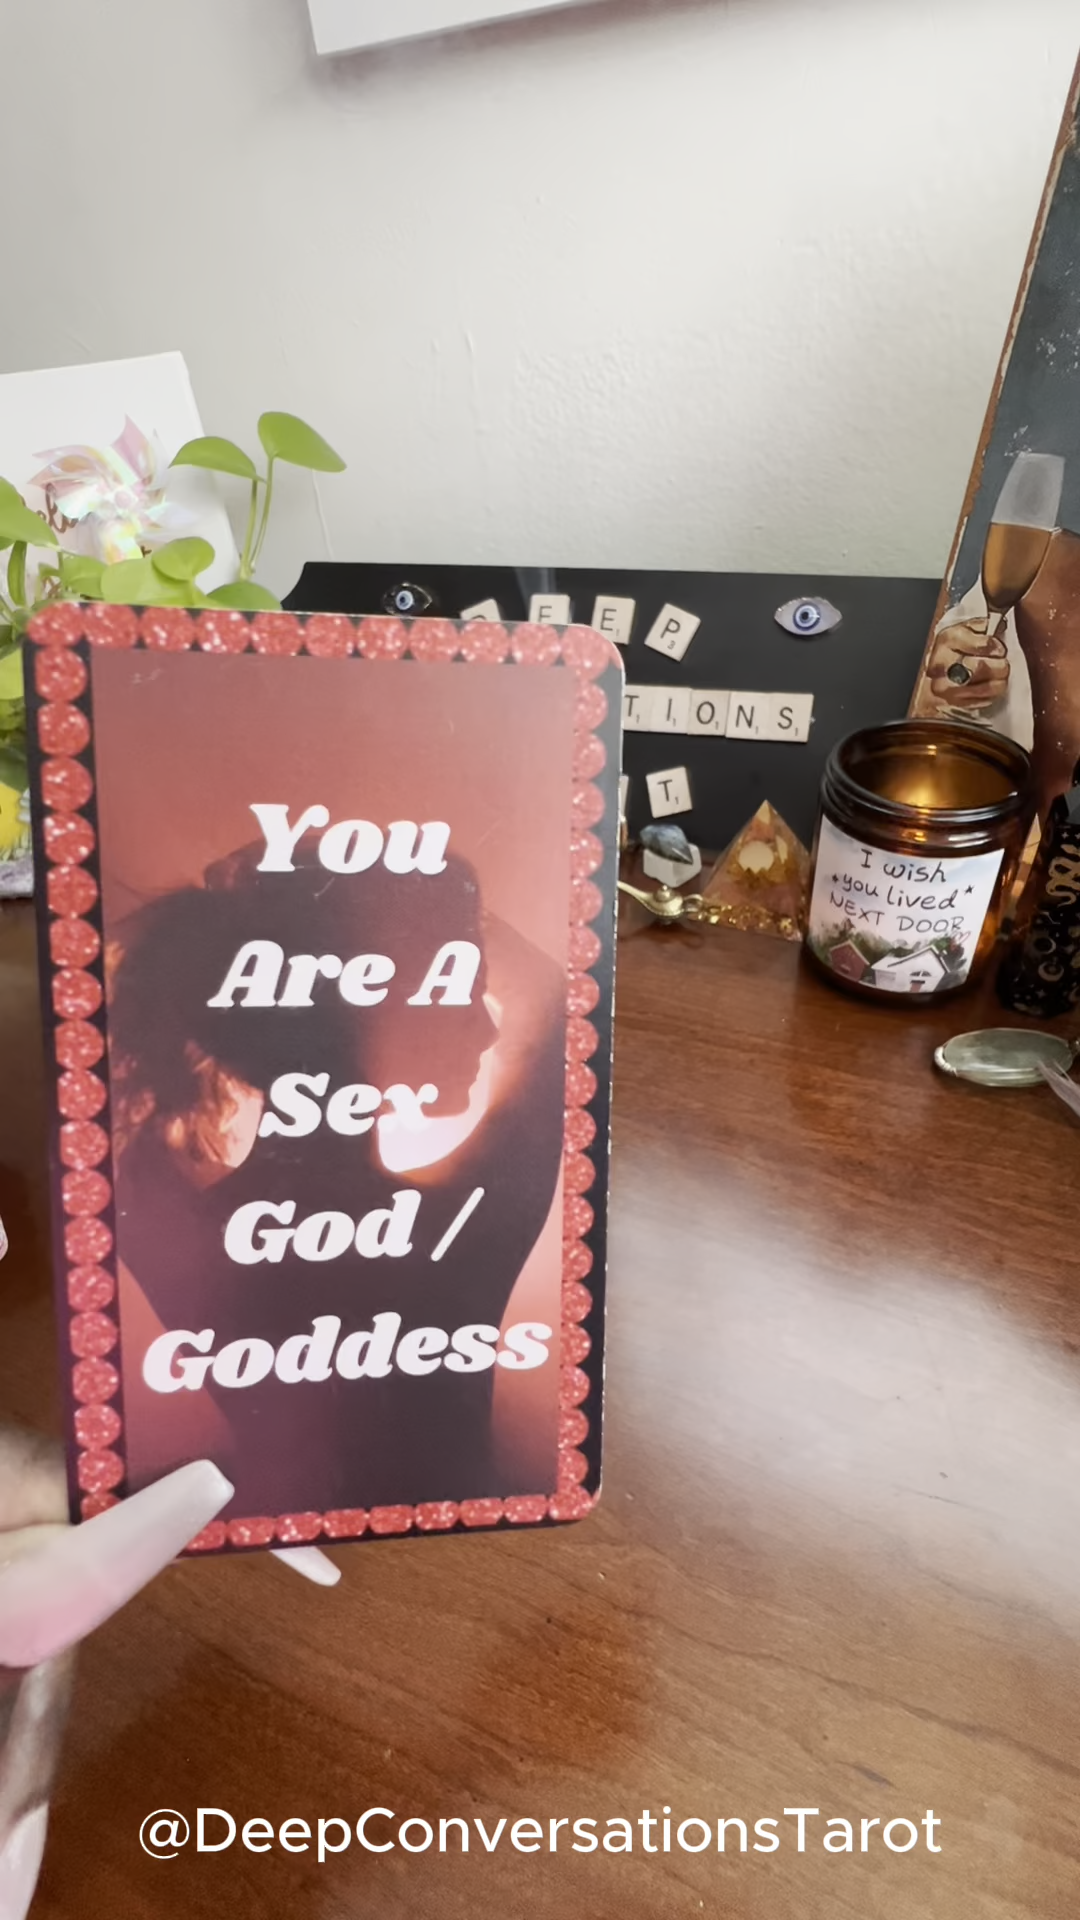 E E P
TIONS
T
I wish
you lived
NEXT DOOR
You
Are A
Sex
God /
Goddess
@DeepConversationsTarot